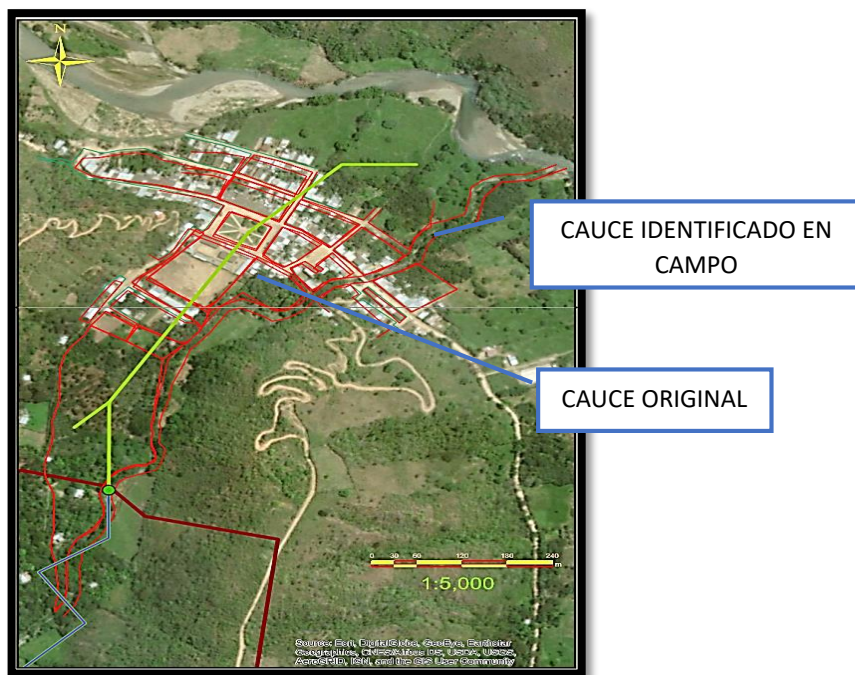 N
CAUCE IDENTIFICADO EN
CAMPO
CAUCE ORIGINAL
0 30 60 120 180 240
m
1:5,000
Source: Esri, DigitalGlobe, GeoEye, Earthstar
Geographics, CNES/Airbus DS, USDA, USGS,
AeroGRID, IGN, and the GIS User Community